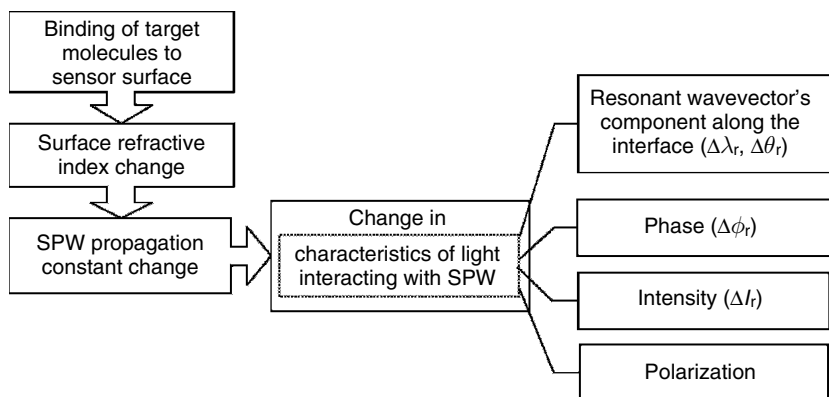 Binding of target
molecules to
sensor surface
Surface refractive
index change
SPW propagation
constant change
Change in
characteristics of light
interacting with SPW
Resonant wavevector's
component along the
interface (Δλr, Δθr)
Phase (Δϕr)
Intensity (ΔIr)
Polarization